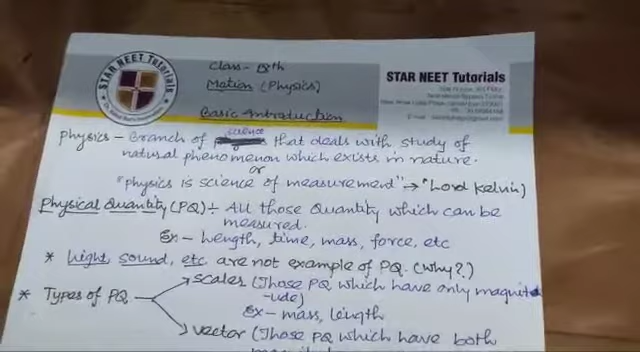 STAR NEET Tutorials
Class - IXth
Motion (Physics)
Basic Introduction
STAR NEET Tutorials
Physics - Branch of science that deals with study of
natural phenomenon which exists in nature.
or
"Physics is science of measurement" → "Lord Kelvin)
Physical Quantity (PQ) ÷ All those Quantity which can be
measured.
Ex - Length, time, mass, force, etc
* Light, sound, etc are not example of PQ. (Why?)
* Types of PQ
scaler (Those PQ which have only magnit
-ude)
Ex - mass, length
vector (Those PQ which have both